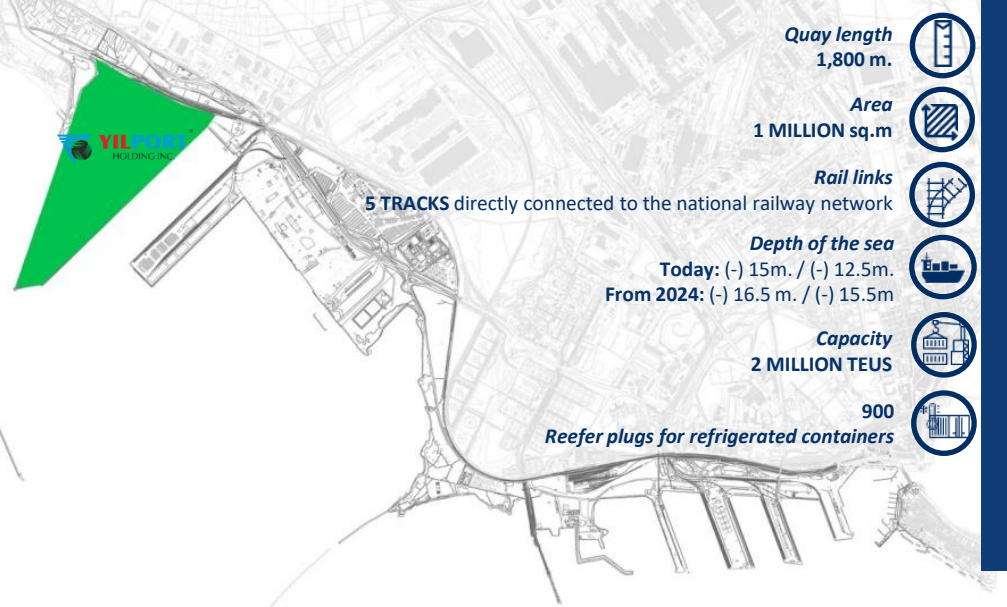 Quay length
1,800 m.
Area
1 MILLION sq.m
YILPORT
HOLDING INC.
Rail links
5 TRACKS directly connected to the national railway network
Depth of the sea
Today: (-) 15m. / (-) 12.5m.
From 2024: (-) 16.5 m. / (-) 15.5m
Capacity
2 MILLION TEUS
900
Reefer plugs for refrigerated containers